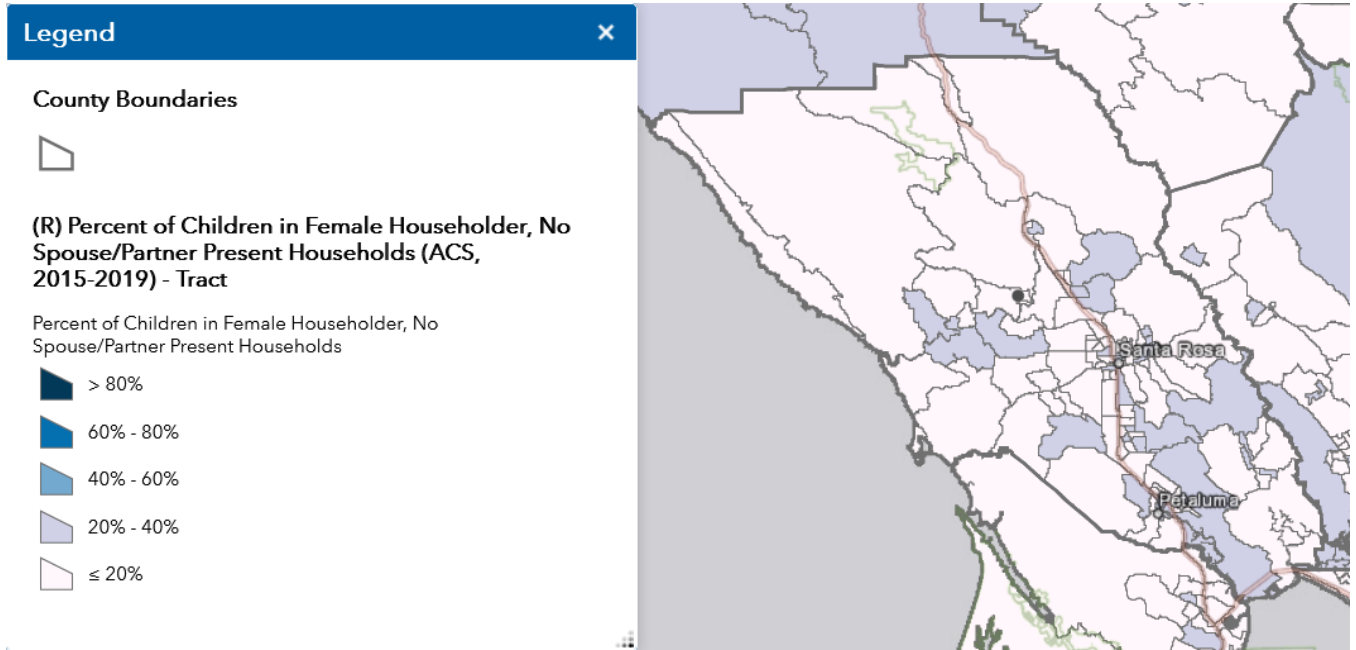 Legend
×
County Boundaries
(R) Percent of Children in Female Householder, No
Spouse/Partner Present Households (ACS,
2015-2019) - Tract
Percent of Children in Female Householder, No
Spouse/Partner Present Households
> 80%
60% - 80%
40% - 60%
20% - 40%
≤ 20%
Santa Rosa
Petaluma